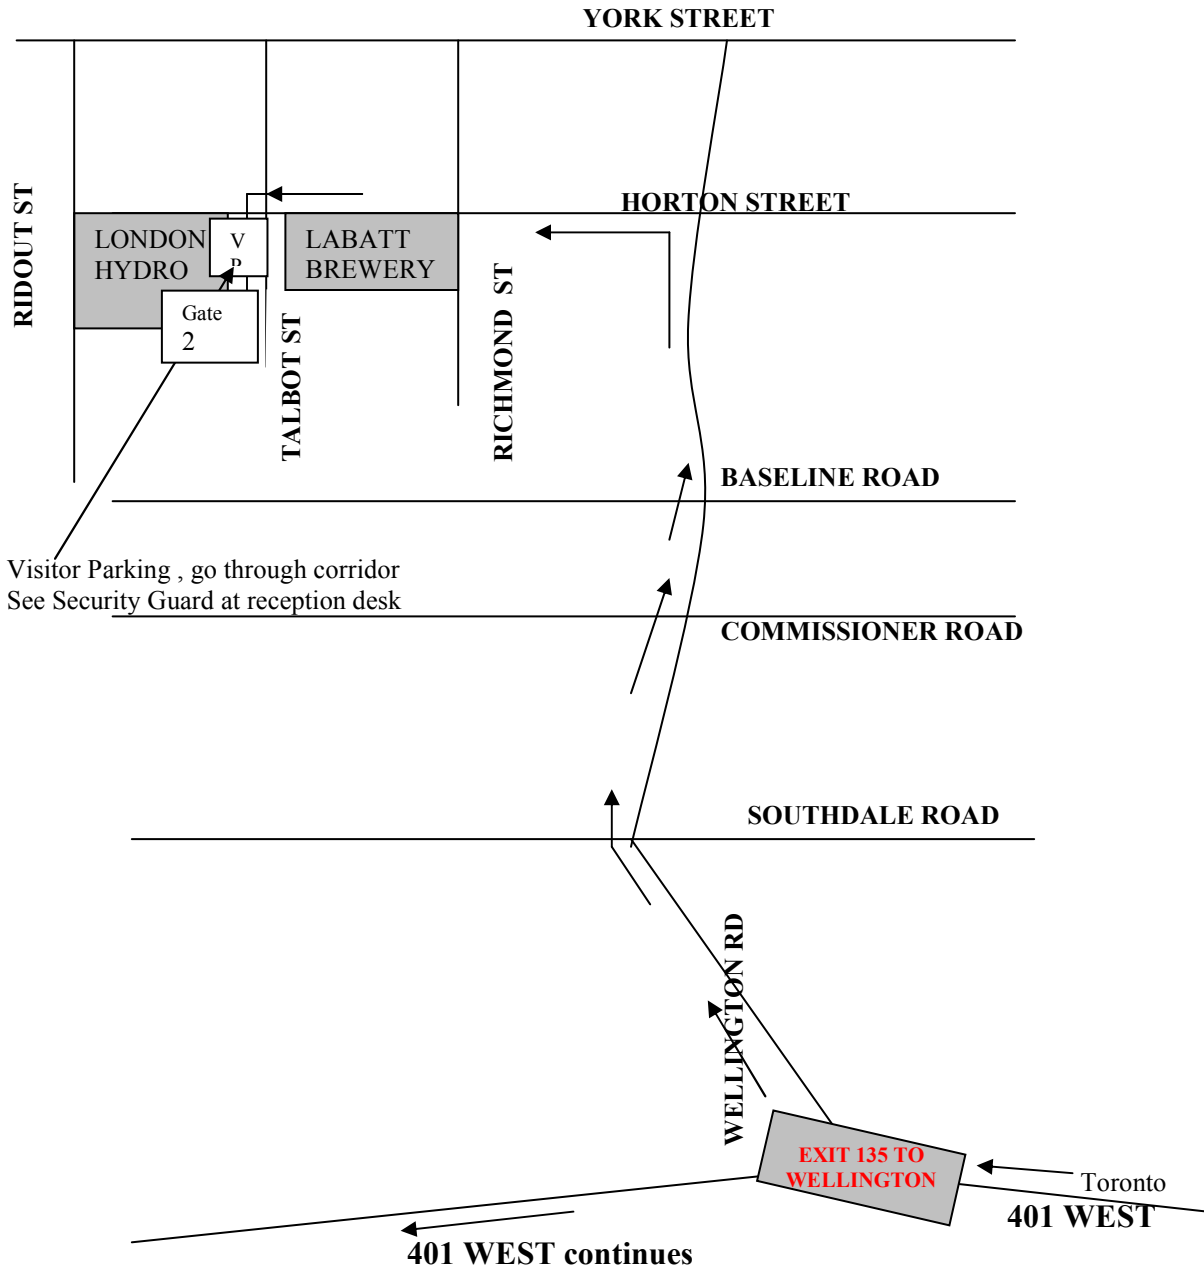 YORK STREET
RIDOUT ST
HORTON STREET
LONDON
HYDRO
V
P
LABATT
BREWERY
Gate
2
TALBOT ST
RICHMOND ST
BASELINE ROAD
Visitor Parking , go through corridor
See Security Guard at reception desk
COMMISSIONER ROAD
SOUTHDALE ROAD
WELLINGTON RD
EXIT 135 TO
WELLINGTON
Toronto
401 WEST
401 WEST continues